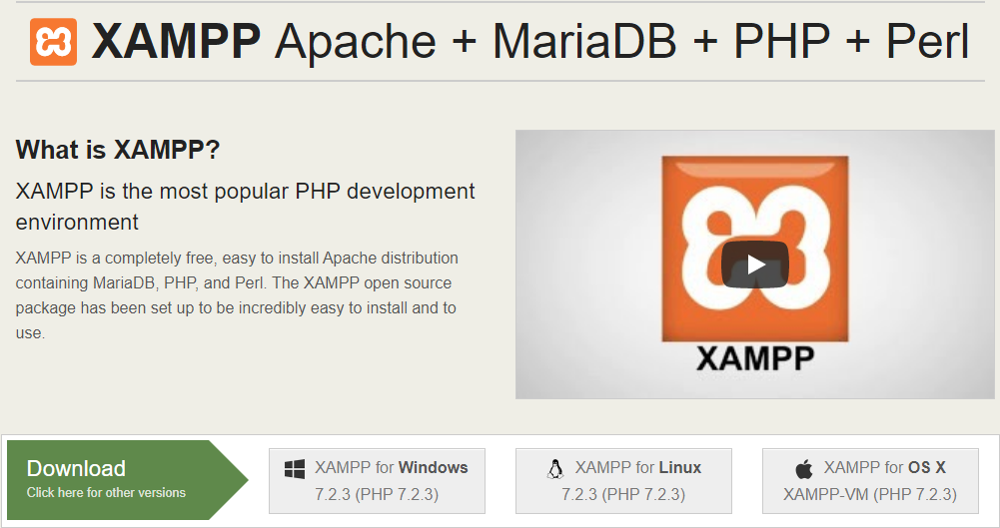 XAMPP Apache + MariaDB + PHP + Perl
What is XAMPP?
XAMPP is the most popular PHP development
environment
XAMPP is a completely free, easy to install Apache distribution
containing MariaDB, PHP, and Perl. The XAMPP open source
package has been set up to be incredibly easy to install and to
use.
XAMPP
Download
Click here for other versions
XAMPP for Windows
7.2.3 (PHP 7.2.3)
XAMPP for Linux
7.2.3 (PHP 7.2.3)
XAMPP for OS X
XAMPP-VM (PHP 7.2.3)